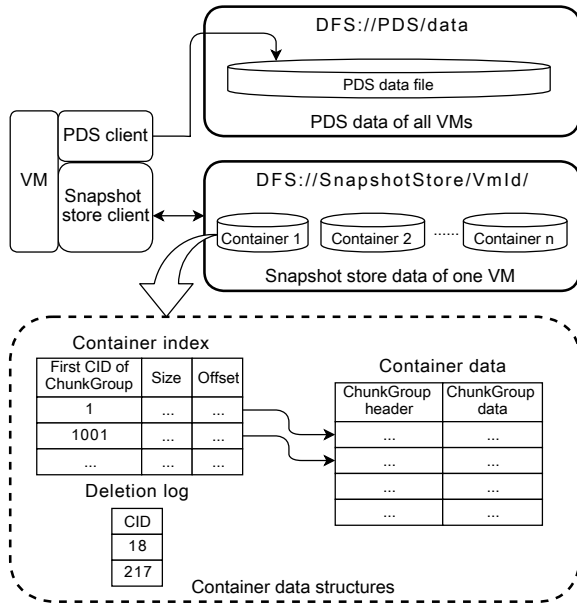 DFS://PDS/data
PDS data file
PDS data of all VMs
VM
PDS client
Snapshot
store client
DFS://SnapshotStore/VmId/
Container 1
Container 2
......
Container n
Snapshot store data of one VM
Container index
First CID of
ChunkGroup
Size
Offset
1
...
...
1001
...
...
...
...
...
Container data
ChunkGroup
header
ChunkGroup
data
...
...
...
...
...
...
...
...
Deletion log
CID
18
217
Container data structures